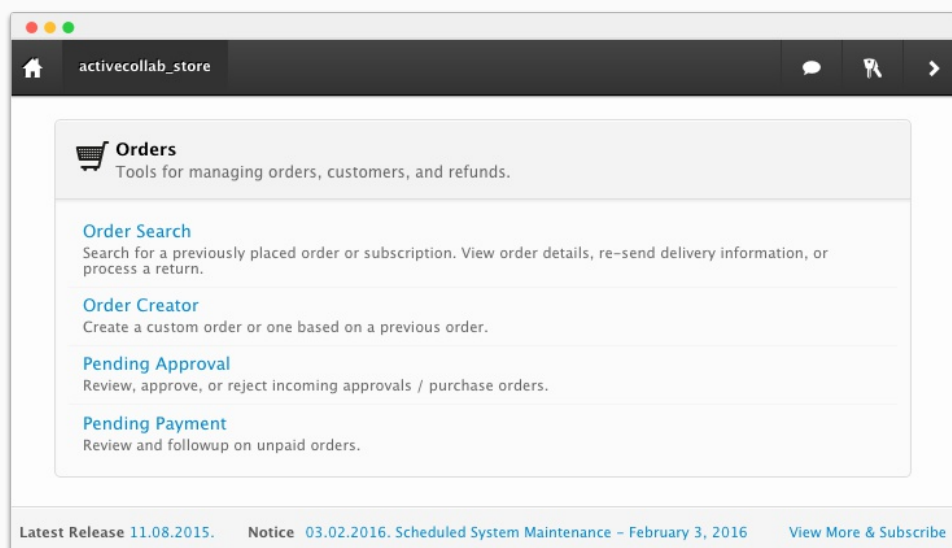 activecollab_store
Orders
Tools for managing orders, customers, and refunds.
Order Search
Search for a previously placed order or subscription. View order details, re-send delivery information, or
process a return.
Order Creator
Create a custom order or one based on a previous order.
Pending Approval
Review, approve, or reject incoming approvals / purchase orders.
Pending Payment
Review and followup on unpaid orders.
Latest Release 11.08.2015. Notice 03.02.2016. Scheduled System Maintenance – February 3, 2016 View More & Subscribe